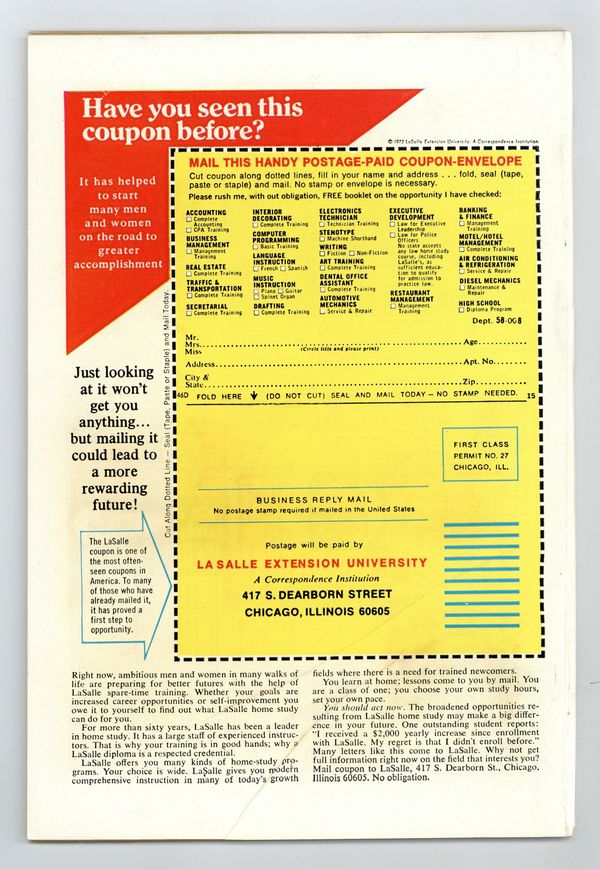 Have you seen this
coupon before?
© 1972 LaSalle Extension University, A Correspondence Institution
It has helped
to start
many men
and women
on the road to
greater
accomplishment
Just looking
at it won't
get you
anything...
but mailing it
could lead to
a more
rewarding
future!
The LaSalle
coupon is one of
the most often-
seen coupons in
America. To many
of those who have
already mailed it,
it has proved a
first step to
opportunity.
Cut Along Dotted Line — Seal (Tape, Paste or Staple) and Mail Today
MAIL THIS HANDY POSTAGE-PAID COUPON-ENVELOPE
Cut coupon along dotted lines, fill in your name and address . . . fold, seal (tape,
paste or staple) and mail. No stamp or envelope is necessary.
Please rush me, with out obligation, FREE booklet on the opportunity I have checked:
ACCOUNTING
Complete
Accounting
CPA Training
BUSINESS
MANAGEMENT
Management
Training
REAL ESTATE
Complete Training
TRAFFIC &
TRANSPORTATION
Complete Training
SECRETARIAL
Complete Training
INTERIOR
DECORATING
Complete Training
COMPUTER
PROGRAMMING
Basic Training
LANGUAGE
INSTRUCTION
French Spanish
MUSIC
INSTRUCTION
Piano Guitar
Spinet Organ
DRAFTING
Complete Training
ELECTRONICS
TECHNICIAN
Technician Training
STENOTYPE
Machine Shorthand
WRITING
Fiction Non-Fiction
ART TRAINING
Complete Training
DENTAL OFFICE
ASSISTANT
Complete Training
AUTOMOTIVE
MECHANICS
Service & Repair
EXECUTIVE
DEVELOPMENT
Law for Executive
Leadership
Law for Police
Officers
No state accepts
any law home study
course, including
LaSalle's, as
sufficient educa-
tion to qualify
for admission to
practice law.
RESTAURANT
MANAGEMENT
Management
Training
BANKING
& FINANCE
Management
Training
MOTEL/HOTEL
MANAGEMENT
Complete Training
AIR CONDITIONING
& REFRIGERATION
Service & Repair
DIESEL MECHANICS
Maintenance &
Repair
HIGH SCHOOL
Diploma Program
Dept. 58-008
Mr.
Mrs. Age
Miss (Circle title and please print)
Address Apt. No.
City &
State Zip
46D FOLD HERE (DO NOT CUT) SEAL AND MAIL TODAY — NO STAMP NEEDED. 15
FIRST CLASS
PERMIT NO. 27
CHICAGO, ILL.
BUSINESS REPLY MAIL
No postage stamp required if mailed in the United States
Postage will be paid by
LA SALLE EXTENSION UNIVERSITY
A Correspondence Institution
417 S. DEARBORN STREET
CHICAGO, ILLINOIS 60605
Right now, ambitious men and women in many walks of
life are preparing for better futures with the help of
LaSalle spare-time training. Whether your goals are
increased career opportunities or self-improvement you
owe it to yourself to find out what LaSalle home study
can do for you.
For more than sixty years, LaSalle has been a leader
in home study. It has a large staff of experienced instruc-
tors. That is why your training is in good hands; why a
LaSalle diploma is a respected credential.
LaSalle offers you many kinds of home-study pro-
grams. Your choice is wide. LaSalle gives you modern
comprehensive instruction in many of today's growth
fields where there is a need for trained newcomers.
You learn at home; lessons come to you by mail. You
are a class of one; you choose your own study hours,
set your own pace.
You should act now. The broadened opportunities re-
sulting from LaSalle home study may make a big differ-
ence in your future. One outstanding student reports:
"I received a $2,000 yearly increase since enrollment
with LaSalle. My regret is that I didn't enroll before."
Many letters like this come to LaSalle. Why not get
full information right now on the field that interests you?
Mail coupon to LaSalle, 417 S. Dearborn St., Chicago,
Illinois 60605. No obligation.